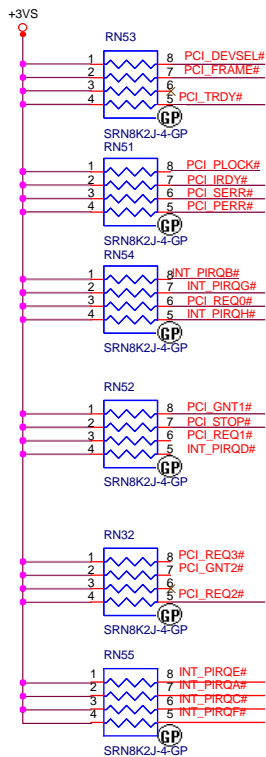 +3VS
RN53
1 8 PCI_DEVSEL#
2 7 PCI_FRAME#
3 6
4 5 PCI_TRDY#
GP
SRN8K2J-4-GP
RN51
1 8 PCI_PLOCK#
2 7 PCI_IRDY#
3 6 PCI_SERR#
4 5 PCI_PERR#
GP
SRN8K2J-4-GP
RN54
1 8 INT_PIRQB#
2 7 INT_PIRQG#
3 6 PCI_REQ0#
4 5 INT_PIRQH#
GP
SRN8K2J-4-GP
RN52
1 8 PCI_GNT1#
2 7 PCI_STOP#
3 6 PCI_REQ1#
4 5 INT_PIRQD#
GP
SRN8K2J-4-GP
RN32
1 8 PCI_REQ3#
2 7 PCI_GNT2#
3 6
4 5 PCI_REQ2#
GP
SRN8K2J-4-GP
RN55
1 8 INT_PIRQE#
2 7 INT_PIRQA#
3 6 INT_PIRQC#
4 5 INT_PIRQF#
GP
SRN8K2J-4-GP